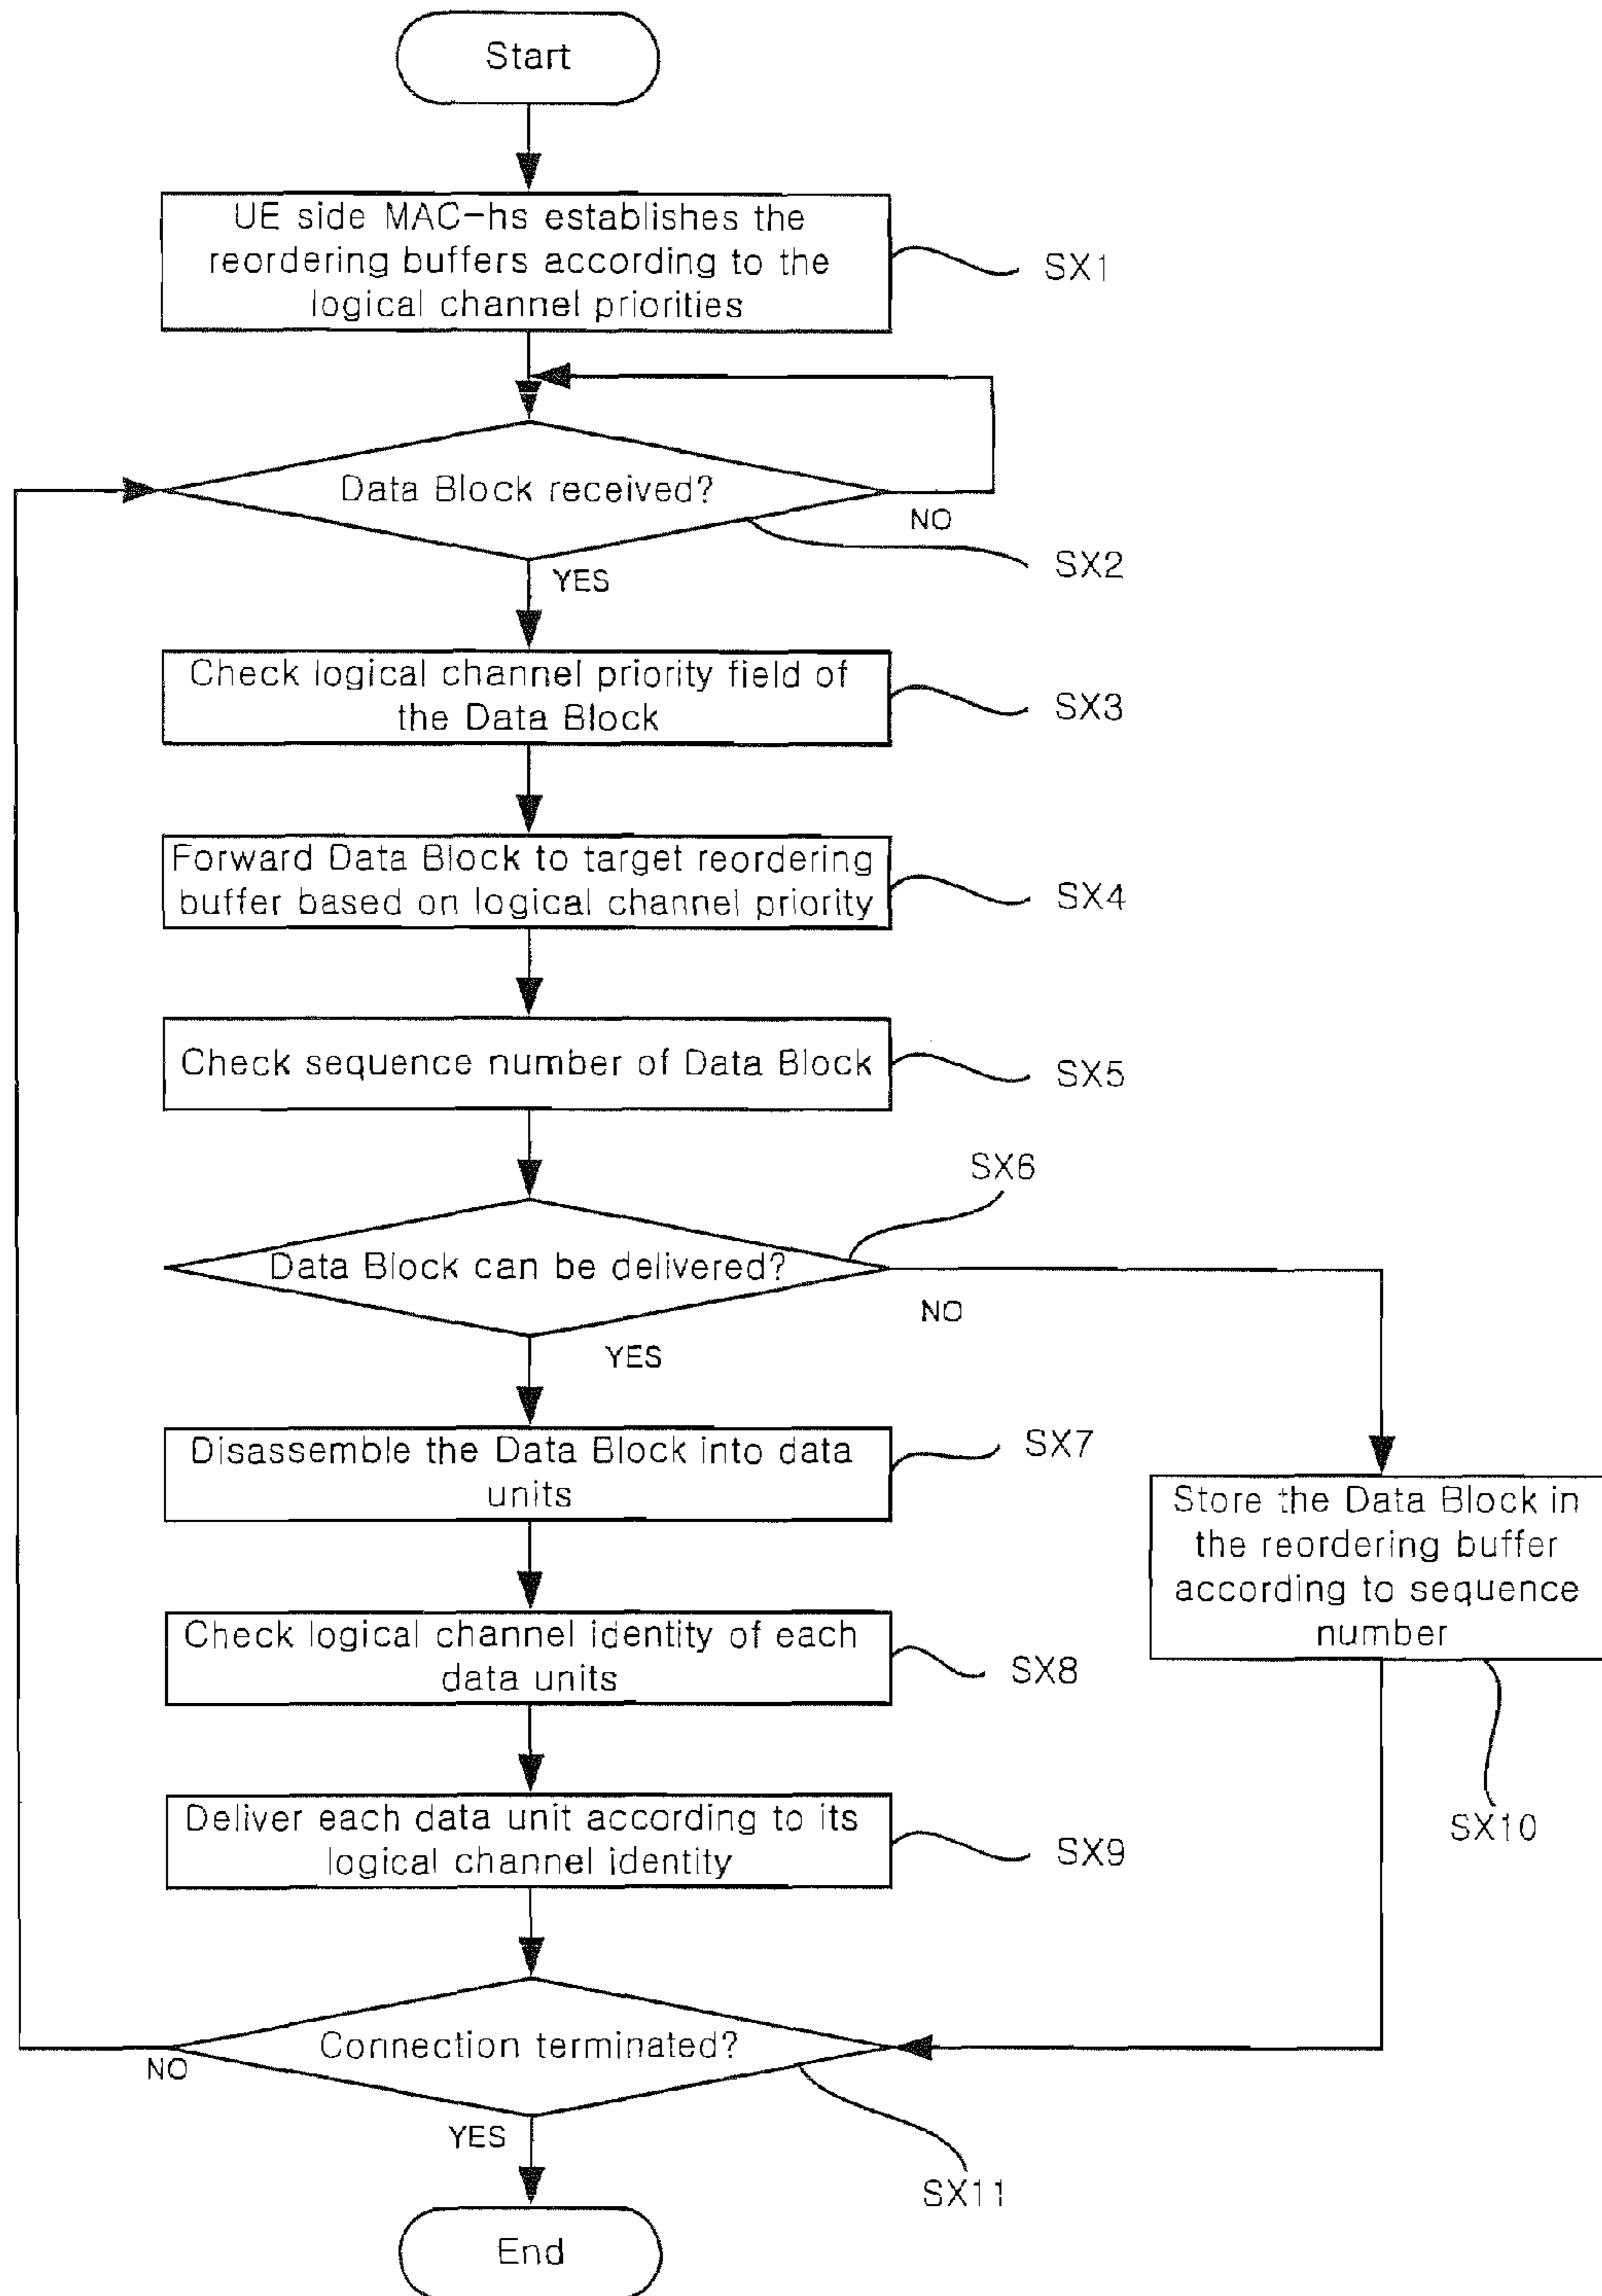 Start
UE side MAC-hs establishes the
reordering buffers according to the
logical channel priorities
SX1
Data Block received?
NO
SX2
YES
Check logical channel priority field of
the Data Block
SX3
Forward Data Block to target reordering
buffer based on logical channel priority
SX4
Check sequence number of Data Block
SX5
SX6
Data Block can be delivered?
NO
YES
Disassemble the Data Block into data
units
SX7
Store the Data Block in
the reordering buffer
according to sequence
number
Check logical channel identity of each
data units
SX8
SX10
Deliver each data unit according to its
logical channel identity
SX9
Connection terminated?
NO
YES
SX11
End